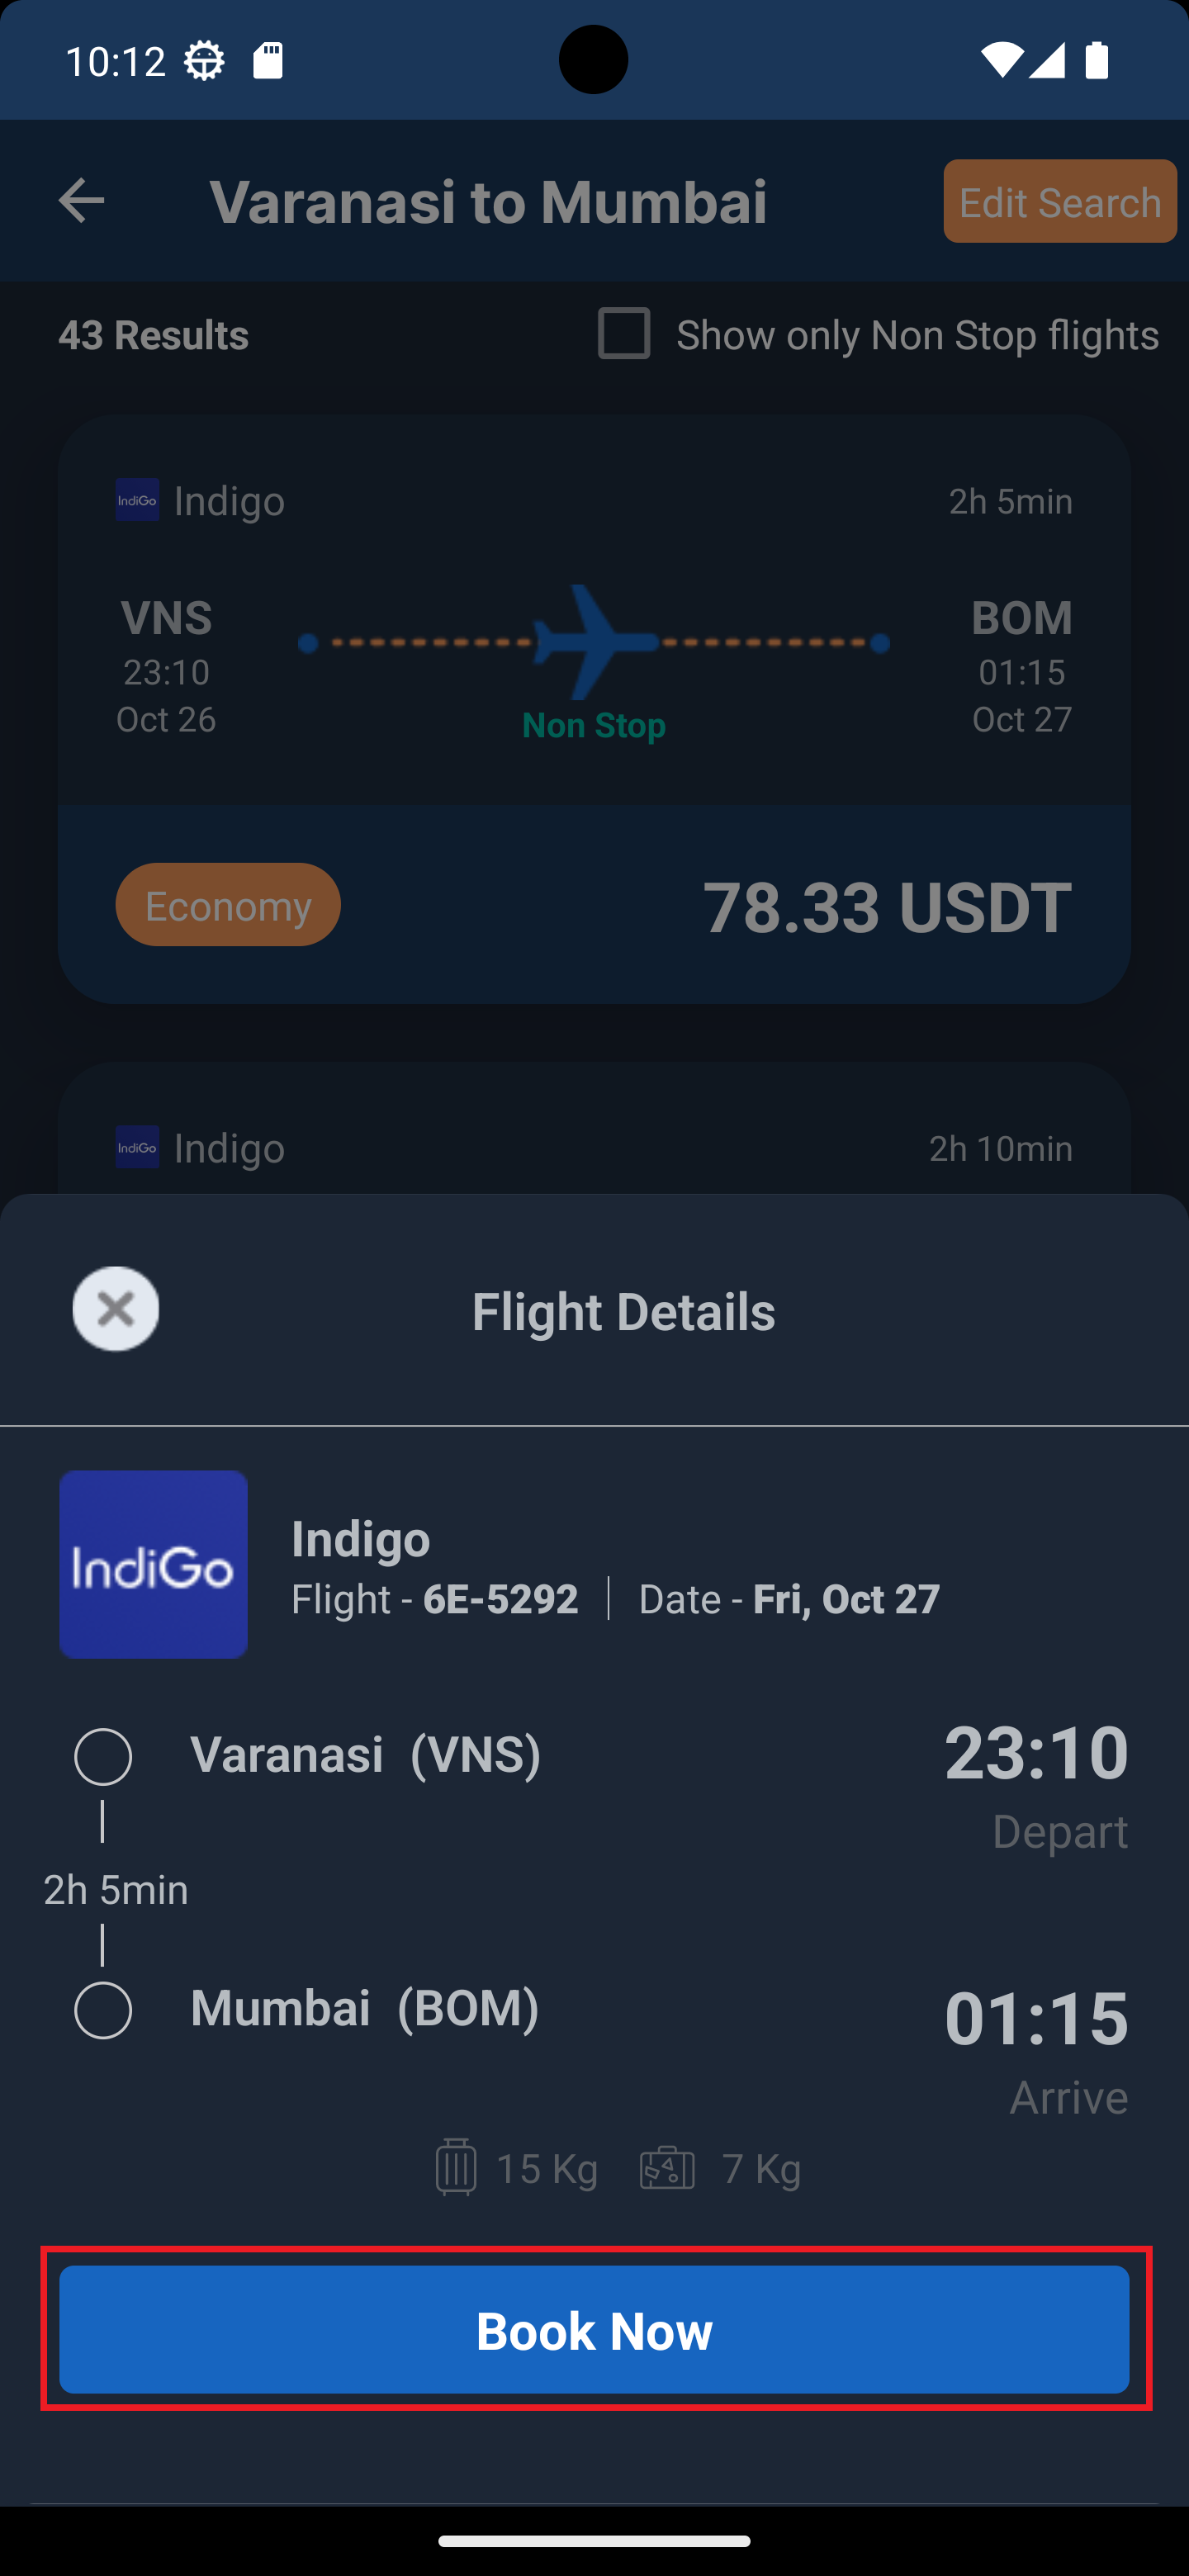 10:12
Varanasi to Mumbai
Edit Search
43 Results
Show only Non Stop flights
IndiGo Indigo
2h 5min
VNS
BOM
23:10
01:15
Oct 26
Oct 27
Non Stop
Economy
78.33 USDT
IndiGo Indigo
2h 10min
Flight Details
IndiGo
Indigo
Flight - 6E-5292 | Date - Fri, Oct 27
Varanasi (VNS)
23:10
Depart
2h 5min
Mumbai (BOM)
01:15
Arrive
15 Kg
7 Kg
Book Now